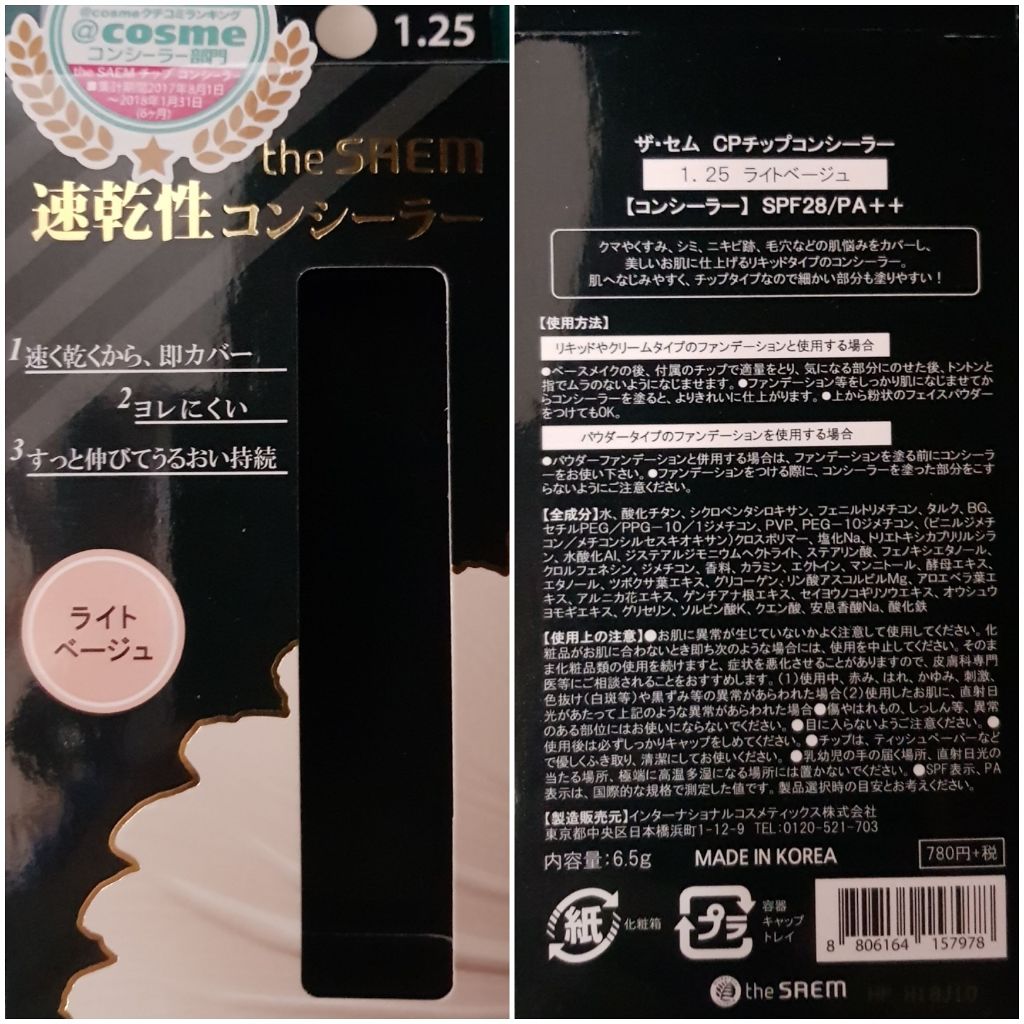 @cosmeクチコミランキング
@cosme
コンシーラー部門
the SAEM チップ コンシーラー
■集計期間2017年8月1日
～2018年1月31日
(6ヶ月)
1.25
the SAEM
速乾性コンシーラー
1 速く乾くから、即カバー
2 ヨレにくい
3 すっと伸びてうるおい持続
ライト
ベージュ
ザ・セム CPチップコンシーラー
1.25 ライトベージュ
【コンシーラー】 SPF28/PA++
クマやくすみ、シミ、ニキビ跡、毛穴などの肌悩みをカバーし、
美しいお肌に仕上げるリキッドタイプのコンシーラー。
肌へなじみやすく、チップタイプなので細かい部分も塗りやすい！
【使用方法】
リキッドやクリームタイプのファンデーションと使用する場合
●ベースメイクの後、付属のチップで適量をとり、気になる部分にのせた後、トントンと
指でムラのないようになじませます。●ファンデーション等をしっかり肌になじませてか
らコンシーラーを塗ると、よりきれいに仕上がります。●上から粉状のフェイスパウダー
をつけてもOK。
パウダータイプのファンデーションを使用する場合
●パウダーファンデーションと併用する場合は、ファンデーションを塗る前にコンシーラ
ーをお使い下さい。●ファンデーションをつける際に、コンシーラーを塗った部分をこす
らないようにご注意ください。
【全成分】水、酸化チタン、シクロペンタシロキサン、フェニルトリメチコン、タルク、BG、
セチルPEG／PPG－10／1ジメチコン、PVP、PEG－10ジメチコン、(ビニルジメチ
コン／メチコンシルセスキオキサン)クロスポリマー、塩化Na、トリエトキシカプリリルシラ
ン、水酸化Al、ジステアルジモニウムヘクトライト、ステアリン酸、フェノキシエタノール、
クロルフェネシン、ジメチコン、香料、カラミン、エクトイン、マンニトール、酵母エキス、
エタノール、ツボクサ葉エキス、グリコーゲン、リン酸アスコルビルMg、アロエベラ葉エ
キス、アルニカ花エキス、ゲンチアナ根エキス、セイヨウノコギリソウエキス、オウシュウ
ヨモギエキス、グリセリン、ソルビン酸K、クエン酸、安息香酸Na、酸化鉄
【使用上の注意】●お肌に異常が生じていないかよく注意して使用してください。化
粧品がお肌に合わないとき即ち次のような場合には、使用を中止してください。そのま
ま化粧品類の使用を続けますと、症状を悪化させることがありますので、皮膚科専門
医等にご相談されることをおすすめします。(1)使用中、赤み、はれ、かゆみ、刺激、
色抜け(白斑等)や黒ずみ等の異常があらわれた場合(2)使用したお肌に、直射日
光があたって上記のような異常があらわれた場合●傷やはれもの、しっしん等、異常
のある部位にはお使いにならないでください。●目に入らないようご注意ください。●
使用後は必ずしっかりキャップをしめてください。●チップは、ティッシュペーパーなど
で優しくふき取り、清潔にしてお使いください。●乳幼児の手の届く場所、直射日光の
当たる場所、極端に高温多湿になる場所には置かないでください。●SPF表示、PA
表示は、国際的な規格で測定した値です。製品選択時の目安とお考えください。
【製造販売元】インターナショナルコスメティックス株式会社
東京都中央区日本橋浜町1-12-9 TEL:0120-521-703
内容量:6.5g MADE IN KOREA 780円+税
紙 化粧箱
プラ
容器
キャップ
トレイ
8 806164 157978
the SAEM